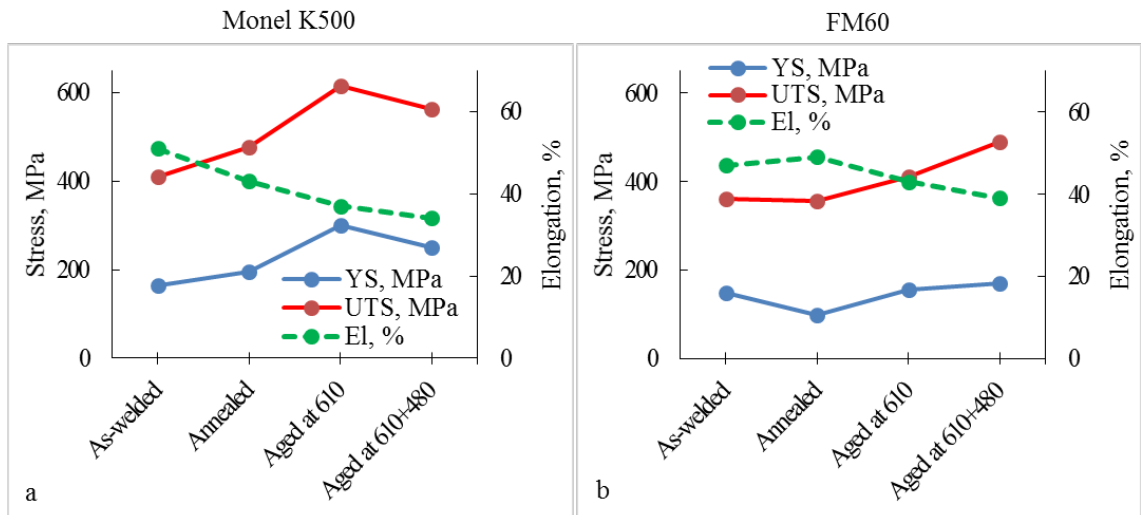 Monel K500
600
400
200
0
Stress, MPa
60
40
20
0
Elongation, %
YS, MPa
UTS, MPa
El, %
As-welded
Annealed
Aged at 610
Aged at 610+480
a
FM60
600
400
200
0
Stress, MPa
60
40
20
0
Elongation, %
YS, MPa
UTS, MPa
El, %
As-welded
Annealed
Aged at 610
Aged at 610+480
b